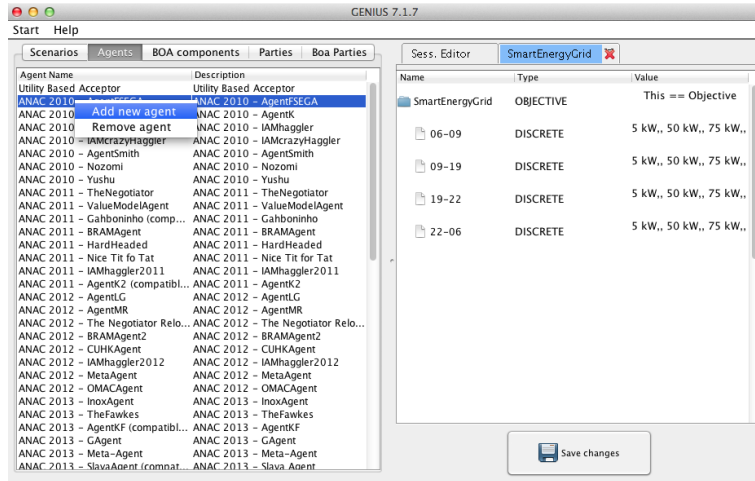 GENIUS 7.1.7
Start Help
Scenarios Agents BOA components Parties Boa Parties
Agent Name Description
Utility Based Acceptor Utility Based Acceptor
ANAC 2010 - AgentFSEGA ANAC 2010 - AgentFSEGA
ANAC 2010 ANAC 2010 - AgentK
ANAC 2010 ANAC 2010 - IAMhaggler
ANAC 2010 - IAMcrazyHaggler ANAC 2010 - IAMcrazyHaggler
ANAC 2010 - AgentSmith ANAC 2010 - AgentSmith
ANAC 2010 - Nozomi ANAC 2010 - Nozomi
ANAC 2010 - Yushu ANAC 2010 - Yushu
ANAC 2011 - TheNegotiator ANAC 2011 - TheNegotiator
ANAC 2011 - ValueModelAgent ANAC 2011 - ValueModelAgent
ANAC 2011 - Gahboninho (comp... ANAC 2011 - Gahboninho
ANAC 2011 - BRAMAgent ANAC 2011 - BRAMAgent
ANAC 2011 - HardHeaded ANAC 2011 - HardHeaded
ANAC 2011 - Nice Tit fo Tat ANAC 2011 - Nice Tit for Tat
ANAC 2011 - IAMhaggler2011 ANAC 2011 - IAMhaggler2011
ANAC 2011 - AgentK2 (compatibl... ANAC 2011 - AgentK2
ANAC 2012 - AgentLG ANAC 2012 - AgentLG
ANAC 2012 - AgentMR ANAC 2012 - AgentMR
ANAC 2012 - The Negotiator Relo... ANAC 2012 - The Negotiator Relo...
ANAC 2012 - BRAMAgent2 ANAC 2012 - BRAMAgent2
ANAC 2012 - CUHKAgent ANAC 2012 - CUHKAgent
ANAC 2012 - IAMhaggler2012 ANAC 2012 - IAMhaggler2012
ANAC 2012 - MetaAgent ANAC 2012 - MetaAgent
ANAC 2012 - OMACAgent ANAC 2012 - OMACAgent
ANAC 2013 - InoxAgent ANAC 2013 - InoxAgent
ANAC 2013 - TheFawkes ANAC 2013 - TheFawkes
ANAC 2013 - AgentKF (compatibl... ANAC 2013 - AgentKF
ANAC 2013 - GAgent ANAC 2013 - GAgent
ANAC 2013 - Meta-Agent ANAC 2013 - Meta-Agent
ANAC 2013 - SlavaAgent (compat... ANAC 2013 - Slava Agent
Add new agent
Remove agent
Sess. Editor SmartEnergyGrid
Name Type Value
SmartEnergyGrid OBJECTIVE This == Objective
06-09 DISCRETE 5 kW,, 50 kW,, 75 kW,,
09-19 DISCRETE 5 kW,, 50 kW,, 75 kW,,
19-22 DISCRETE 5 kW,, 50 kW,, 75 kW,,
22-06 DISCRETE 5 kW,, 50 kW,, 75 kW,,
Save changes